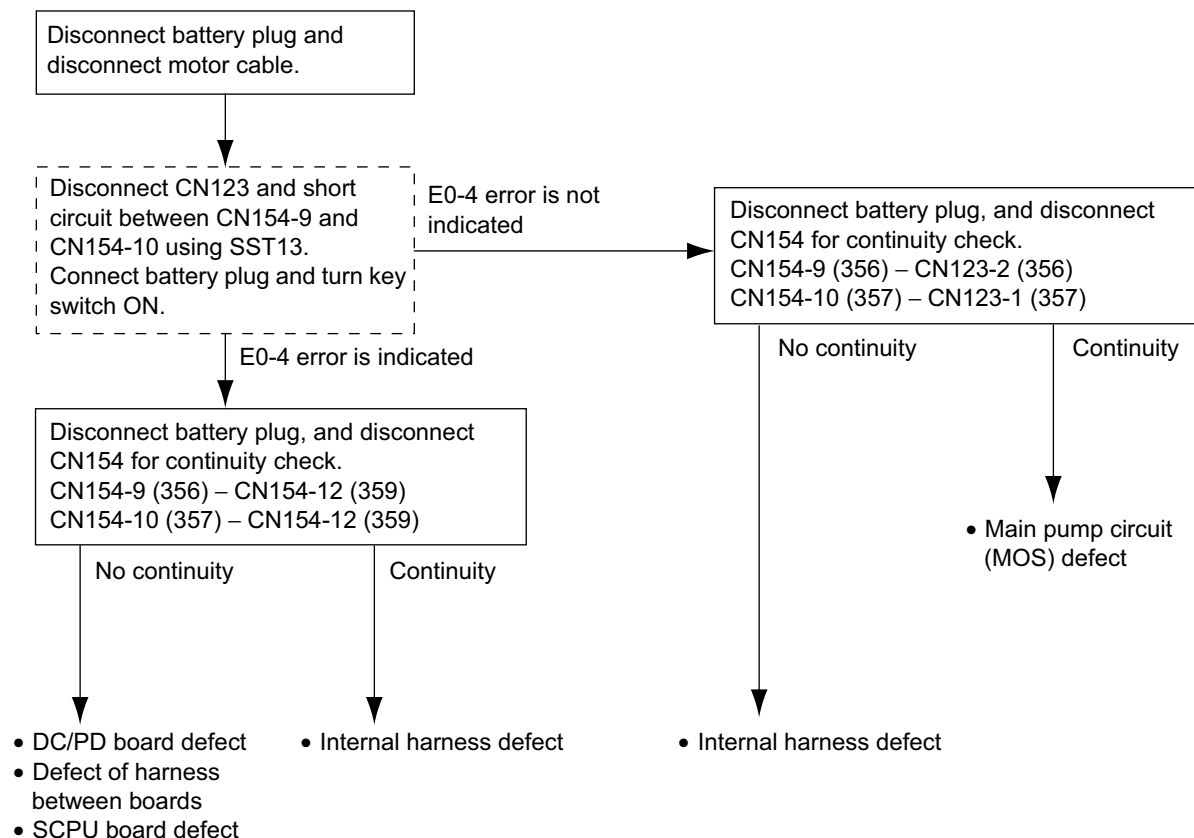 Disconnect battery plug and
disconnect motor cable.
Disconnect CN123 and short
circuit between CN154-9 and
CN154-10 using SST13.
Connect battery plug and turn key
switch ON.
E0-4 error is not
indicated
Disconnect battery plug, and disconnect
CN154 for continuity check.
CN154-9 (356) – CN123-2 (356)
CN154-10 (357) – CN123-1 (357)
E0-4 error is indicated
No continuity
Continuity
Disconnect battery plug, and disconnect
CN154 for continuity check.
CN154-9 (356) – CN154-12 (359)
CN154-10 (357) – CN154-12 (359)
• Main pump circuit
(MOS) defect
No continuity
Continuity
• DC/PD board defect
• Defect of harness
between boards
• SCPU board defect
• Internal harness defect
• Internal harness defect